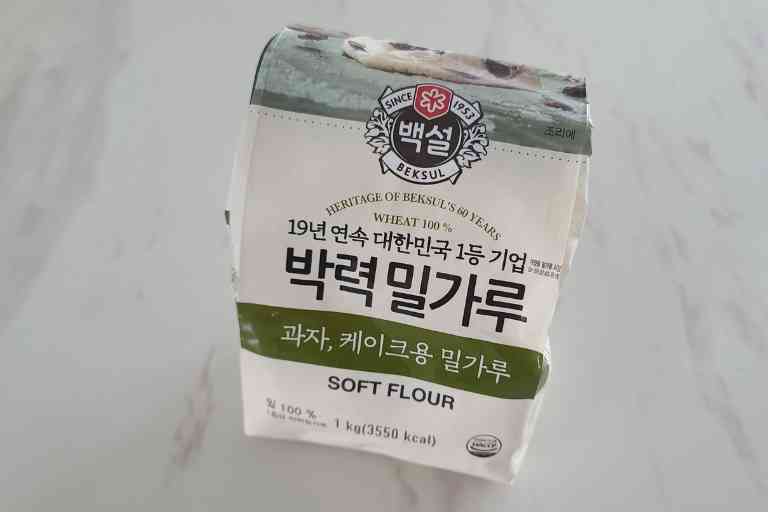 조리예
SINCE 1953
백설
BEKSUL
HERITAGE OF BEKSUL'S 60 YEARS
WHEAT 100 %
19년 연속 대한민국 1등 기업
박력 밀가루
과자, 케이크용 밀가루
SOFT FLOUR
밀 100 %
1 kg(3550 kcal)
HACCP